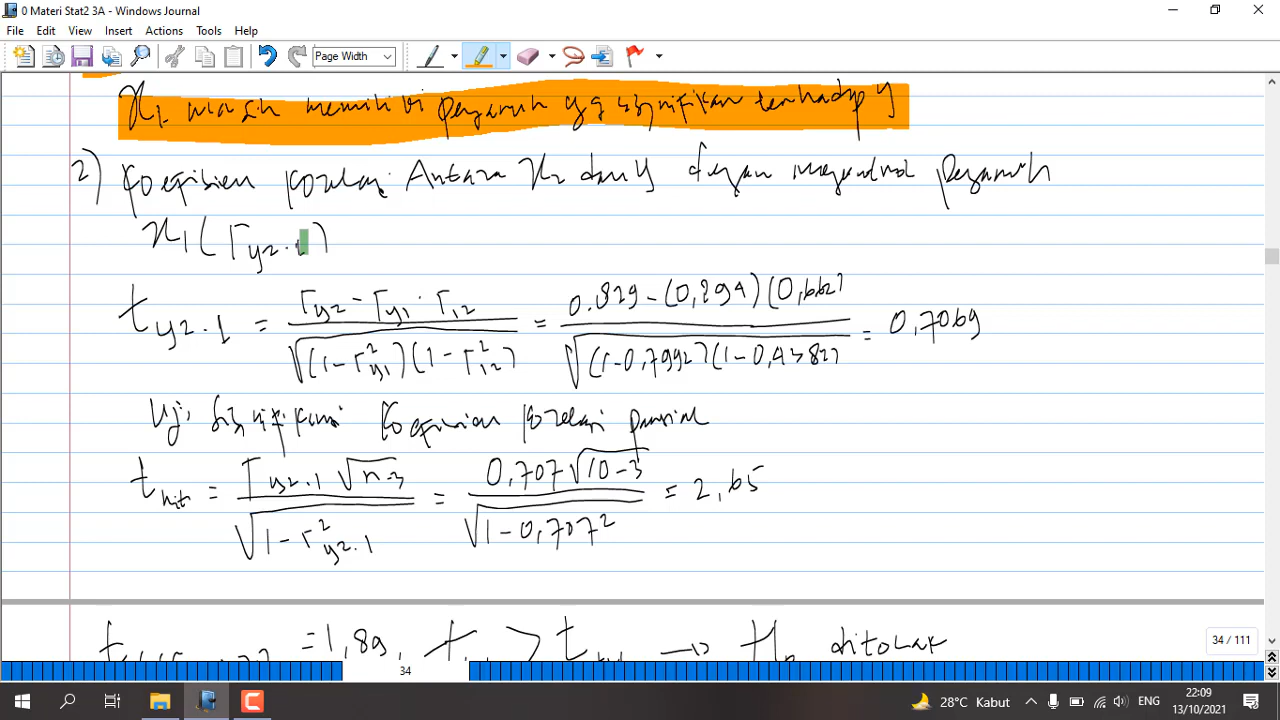 0 Materi Stat2 3A - Windows Journal
File Edit View Insert Actions Tools Help
Page Width
X1 masih memiliki pengaruh yg signifikan terhadap Y
2) Koefisien korelasi Antara X2 dan Y dengan mengontrol pengaruh
X1 ( ry2.1 )
ty2.1 = ry2 - ry1 . r12 / √(1 - r²y1)(1 - r²12) = 0.829 - (0,894)(0,662) / √(1-0,7992)(1-0,4382) = 0,7069
Uji Signifikansi Koefisien korelasi parsial
t hit = ry2.1 √n-3 / √1 - r²y2.1 = 0,707√10-3 / √1-0,707² = 2,65
= 1,89, t > t → H0 ditolak
34 / 111
34
28°C Kabut
ENG
22:09
13/10/2021